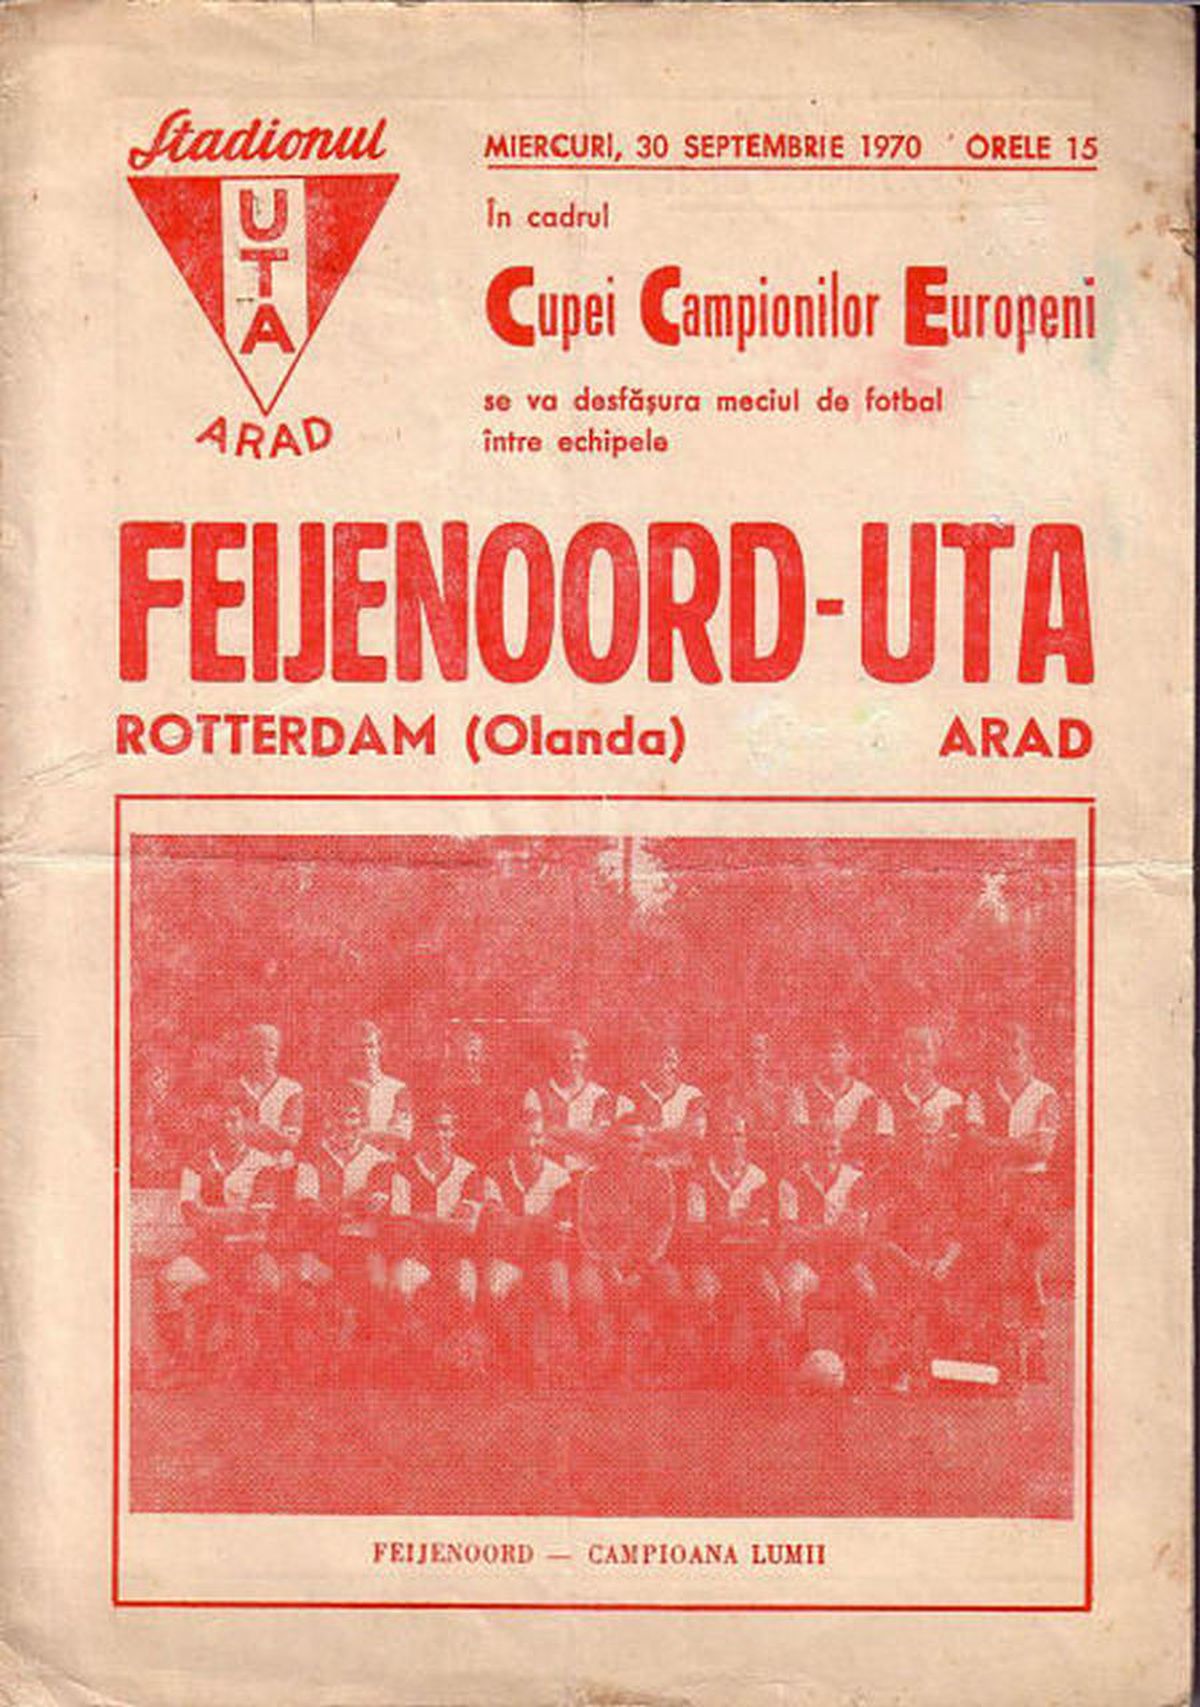 Stadionul
UTA
ARAD
MIERCURI, 30 SEPTEMBRIE 1970 ORELE 15
În cadrul
Cupei Campionilor Europeni
se va desfășura meciul de fotbal
între echipele
FEIJENOORD-UTA
ROTTERDAM (Olanda) ARAD
FEIJENOORD — CAMPIOANA LUMII